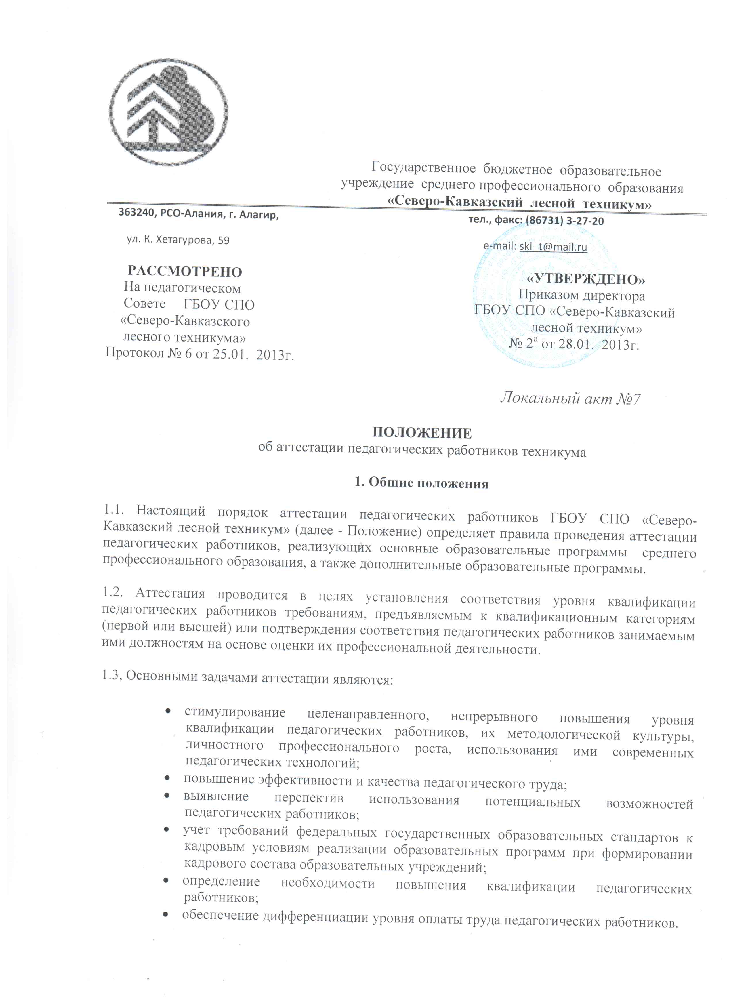 Государственное бюджетное образовательное
учреждение среднего профессионального образования
«Северо-Кавказский лесной техникум»
363240, РСО-Алания, г. Алагир,
тел., факс: (86731) 3-27-20
ул. К. Хетагурова, 59
e-mail: skl_t@mail.ru
РАССМОТРЕНО
На педагогическом
Совете ГБОУ СПО
«Северо-Кавказского
лесного техникума»
Протокол № 6 от 25.01. 2013г.
«УТВЕРЖДЕНО»
Приказом директора
ГБОУ СПО «Северо-Кавказский
лесной техникум»
№ 2а от 28.01. 2013г.
Локальный акт №7
ПОЛОЖЕНИЕ
об аттестации педагогических работников техникума
1. Общие положения
1.1. Настоящий порядок аттестации педагогических работников ГБОУ СПО «Северо-
Кавказский лесной техникум» (далее - Положение) определяет правила проведения аттестации
педагогических работников, реализующих основные образовательные программы среднего
профессионального образования, а также дополнительные образовательные программы.
1.2. Аттестация проводится в целях установления соответствия уровня квалификации
педагогических работников требованиям, предъявляемым к квалификационным категориям
(первой или высшей) или подтверждения соответствия педагогических работников занимаемым
ими должностям на основе оценки их профессиональной деятельности.
1.3, Основными задачами аттестации являются:
• стимулирование целенаправленного, непрерывного повышения уровня
квалификации педагогических работников, их методологической культуры,
личностного профессионального роста, использования ими современных
педагогических технологий;
• повышение эффективности и качества педагогического труда;
• выявление перспектив использования потенциальных возможностей
педагогических работников;
• учет требований федеральных государственных образовательных стандартов к
кадровым условиям реализации образовательных программ при формировании
кадрового состава образовательных учреждений;
• определение необходимости повышения квалификации педагогических
работников;
• обеспечение дифференциации уровня оплаты труда педагогических работников.